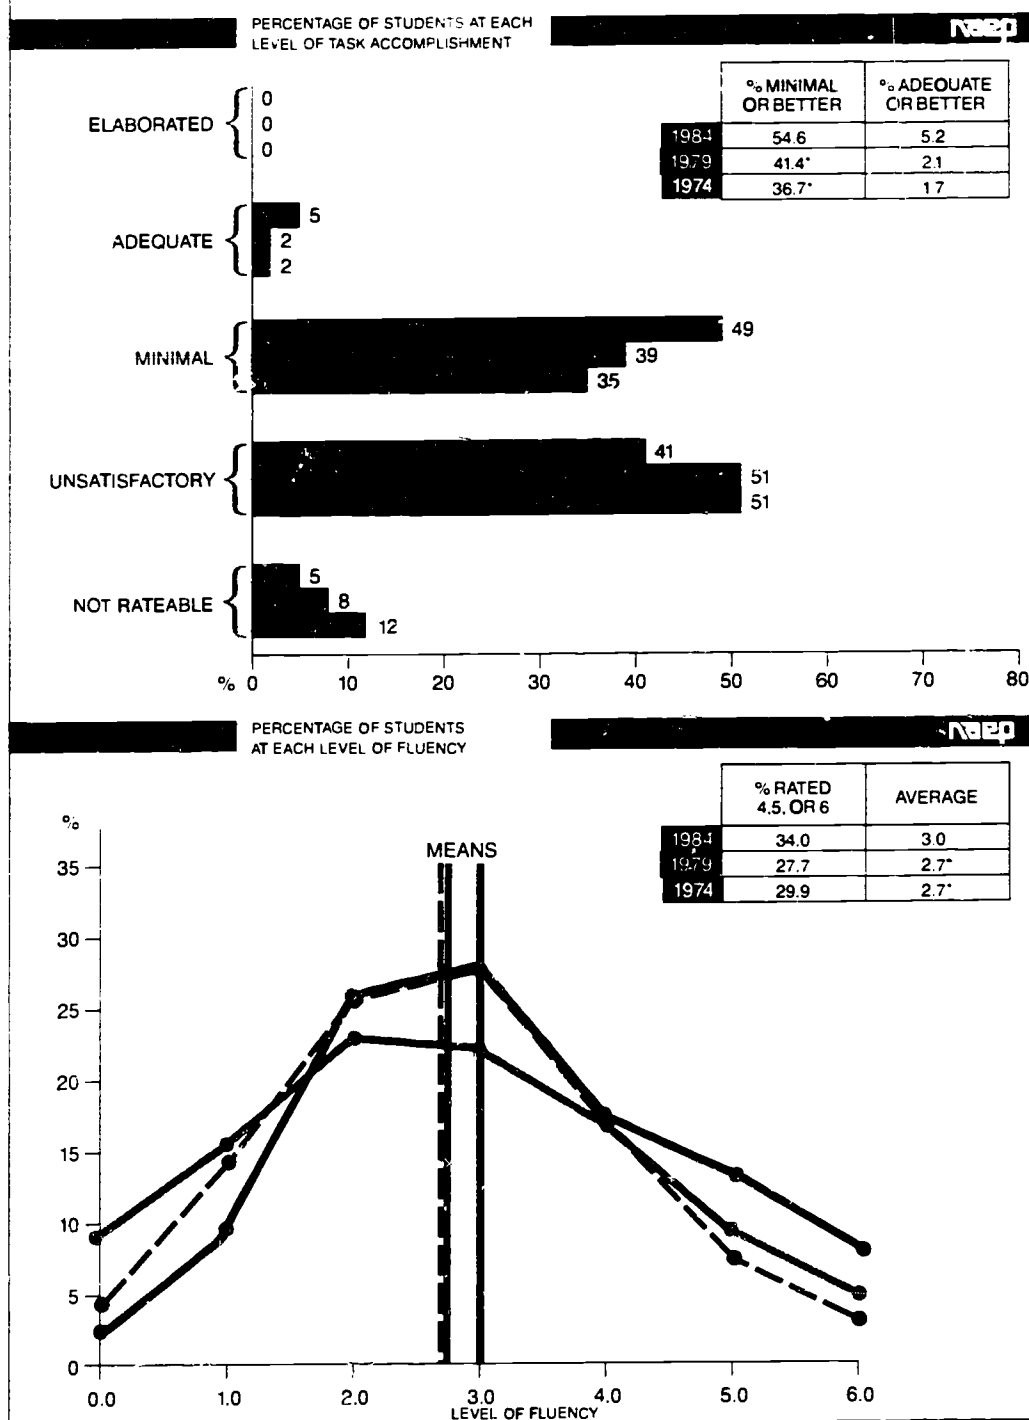 PERCENTAGE OF STUDENTS AT EACH
LEVEL OF TASK ACCOMPLISHMENT
naep
% MINIMAL OR BETTER % ADEQUATE OR BETTER
1984 54.6 5.2
1979 41.4* 2.1
1974 36.7* 1.7
ELABORATED 0
0
0
ADEQUATE 5
2
2
MINIMAL 49
39
35
UNSATISFACTORY 41
51
51
NOT RATEABLE 5
8
12
% 0 10 20 30 40 50 60 70 80
PERCENTAGE OF STUDENTS
AT EACH LEVEL OF FLUENCY
naep
% RATED 4,5, OR 6 AVERAGE
1984 34.0 3.0
1979 27.7 2.7*
1974 29.9 2.7*
%
MEANS
35
30
25
20
15
10
5
0
0.0 1.0 2.0 3.0 4.0 5.0 6.0
LEVEL OF FLUENCY